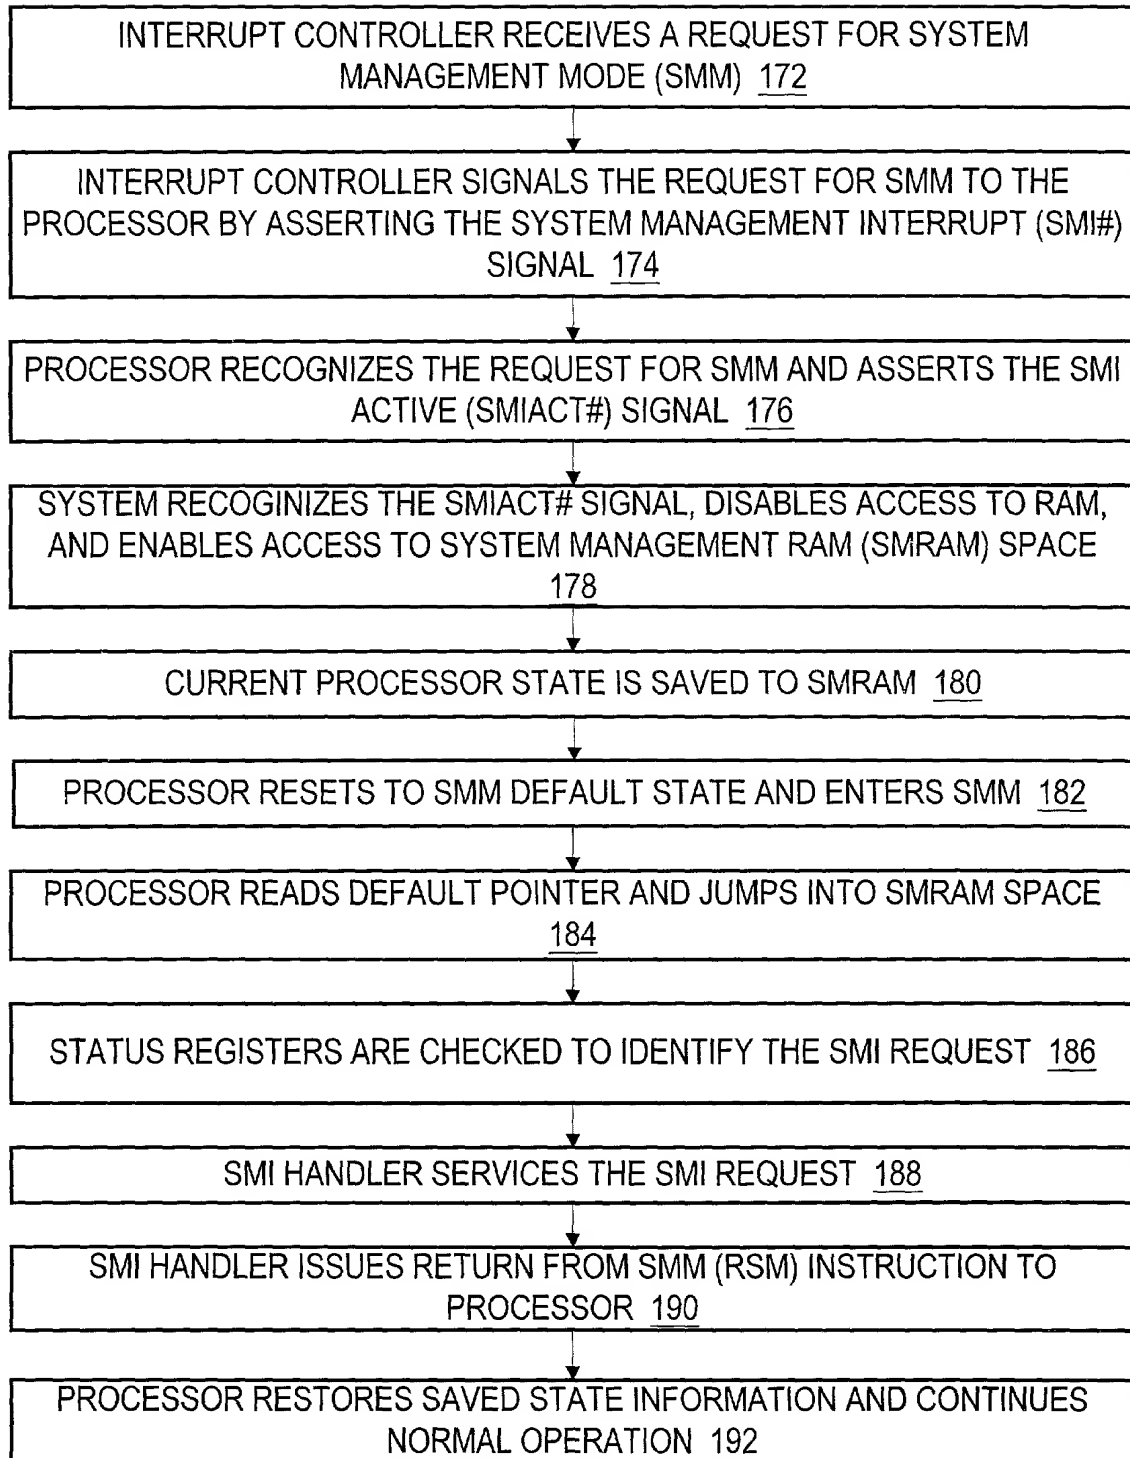 INTERRUPT CONTROLLER RECEIVES A REQUEST FOR SYSTEM
MANAGEMENT MODE (SMM) 172
INTERRUPT CONTROLLER SIGNALS THE REQUEST FOR SMM TO THE
PROCESSOR BY ASSERTING THE SYSTEM MANAGEMENT INTERRUPT (SMI#)
SIGNAL 174
PROCESSOR RECOGNIZES THE REQUEST FOR SMM AND ASSERTS THE SMI
ACTIVE (SMIACT#) SIGNAL 176
SYSTEM RECOGINIZES THE SMIACT# SIGNAL, DISABLES ACCESS TO RAM,
AND ENABLES ACCESS TO SYSTEM MANAGEMENT RAM (SMRAM) SPACE
178
CURRENT PROCESSOR STATE IS SAVED TO SMRAM 180
PROCESSOR RESETS TO SMM DEFAULT STATE AND ENTERS SMM 182
PROCESSOR READS DEFAULT POINTER AND JUMPS INTO SMRAM SPACE
184
STATUS REGISTERS ARE CHECKED TO IDENTIFY THE SMI REQUEST 186
SMI HANDLER SERVICES THE SMI REQUEST 188
SMI HANDLER ISSUES RETURN FROM SMM (RSM) INSTRUCTION TO
PROCESSOR 190
PROCESSOR RESTORES SAVED STATE INFORMATION AND CONTINUES
NORMAL OPERATION 192